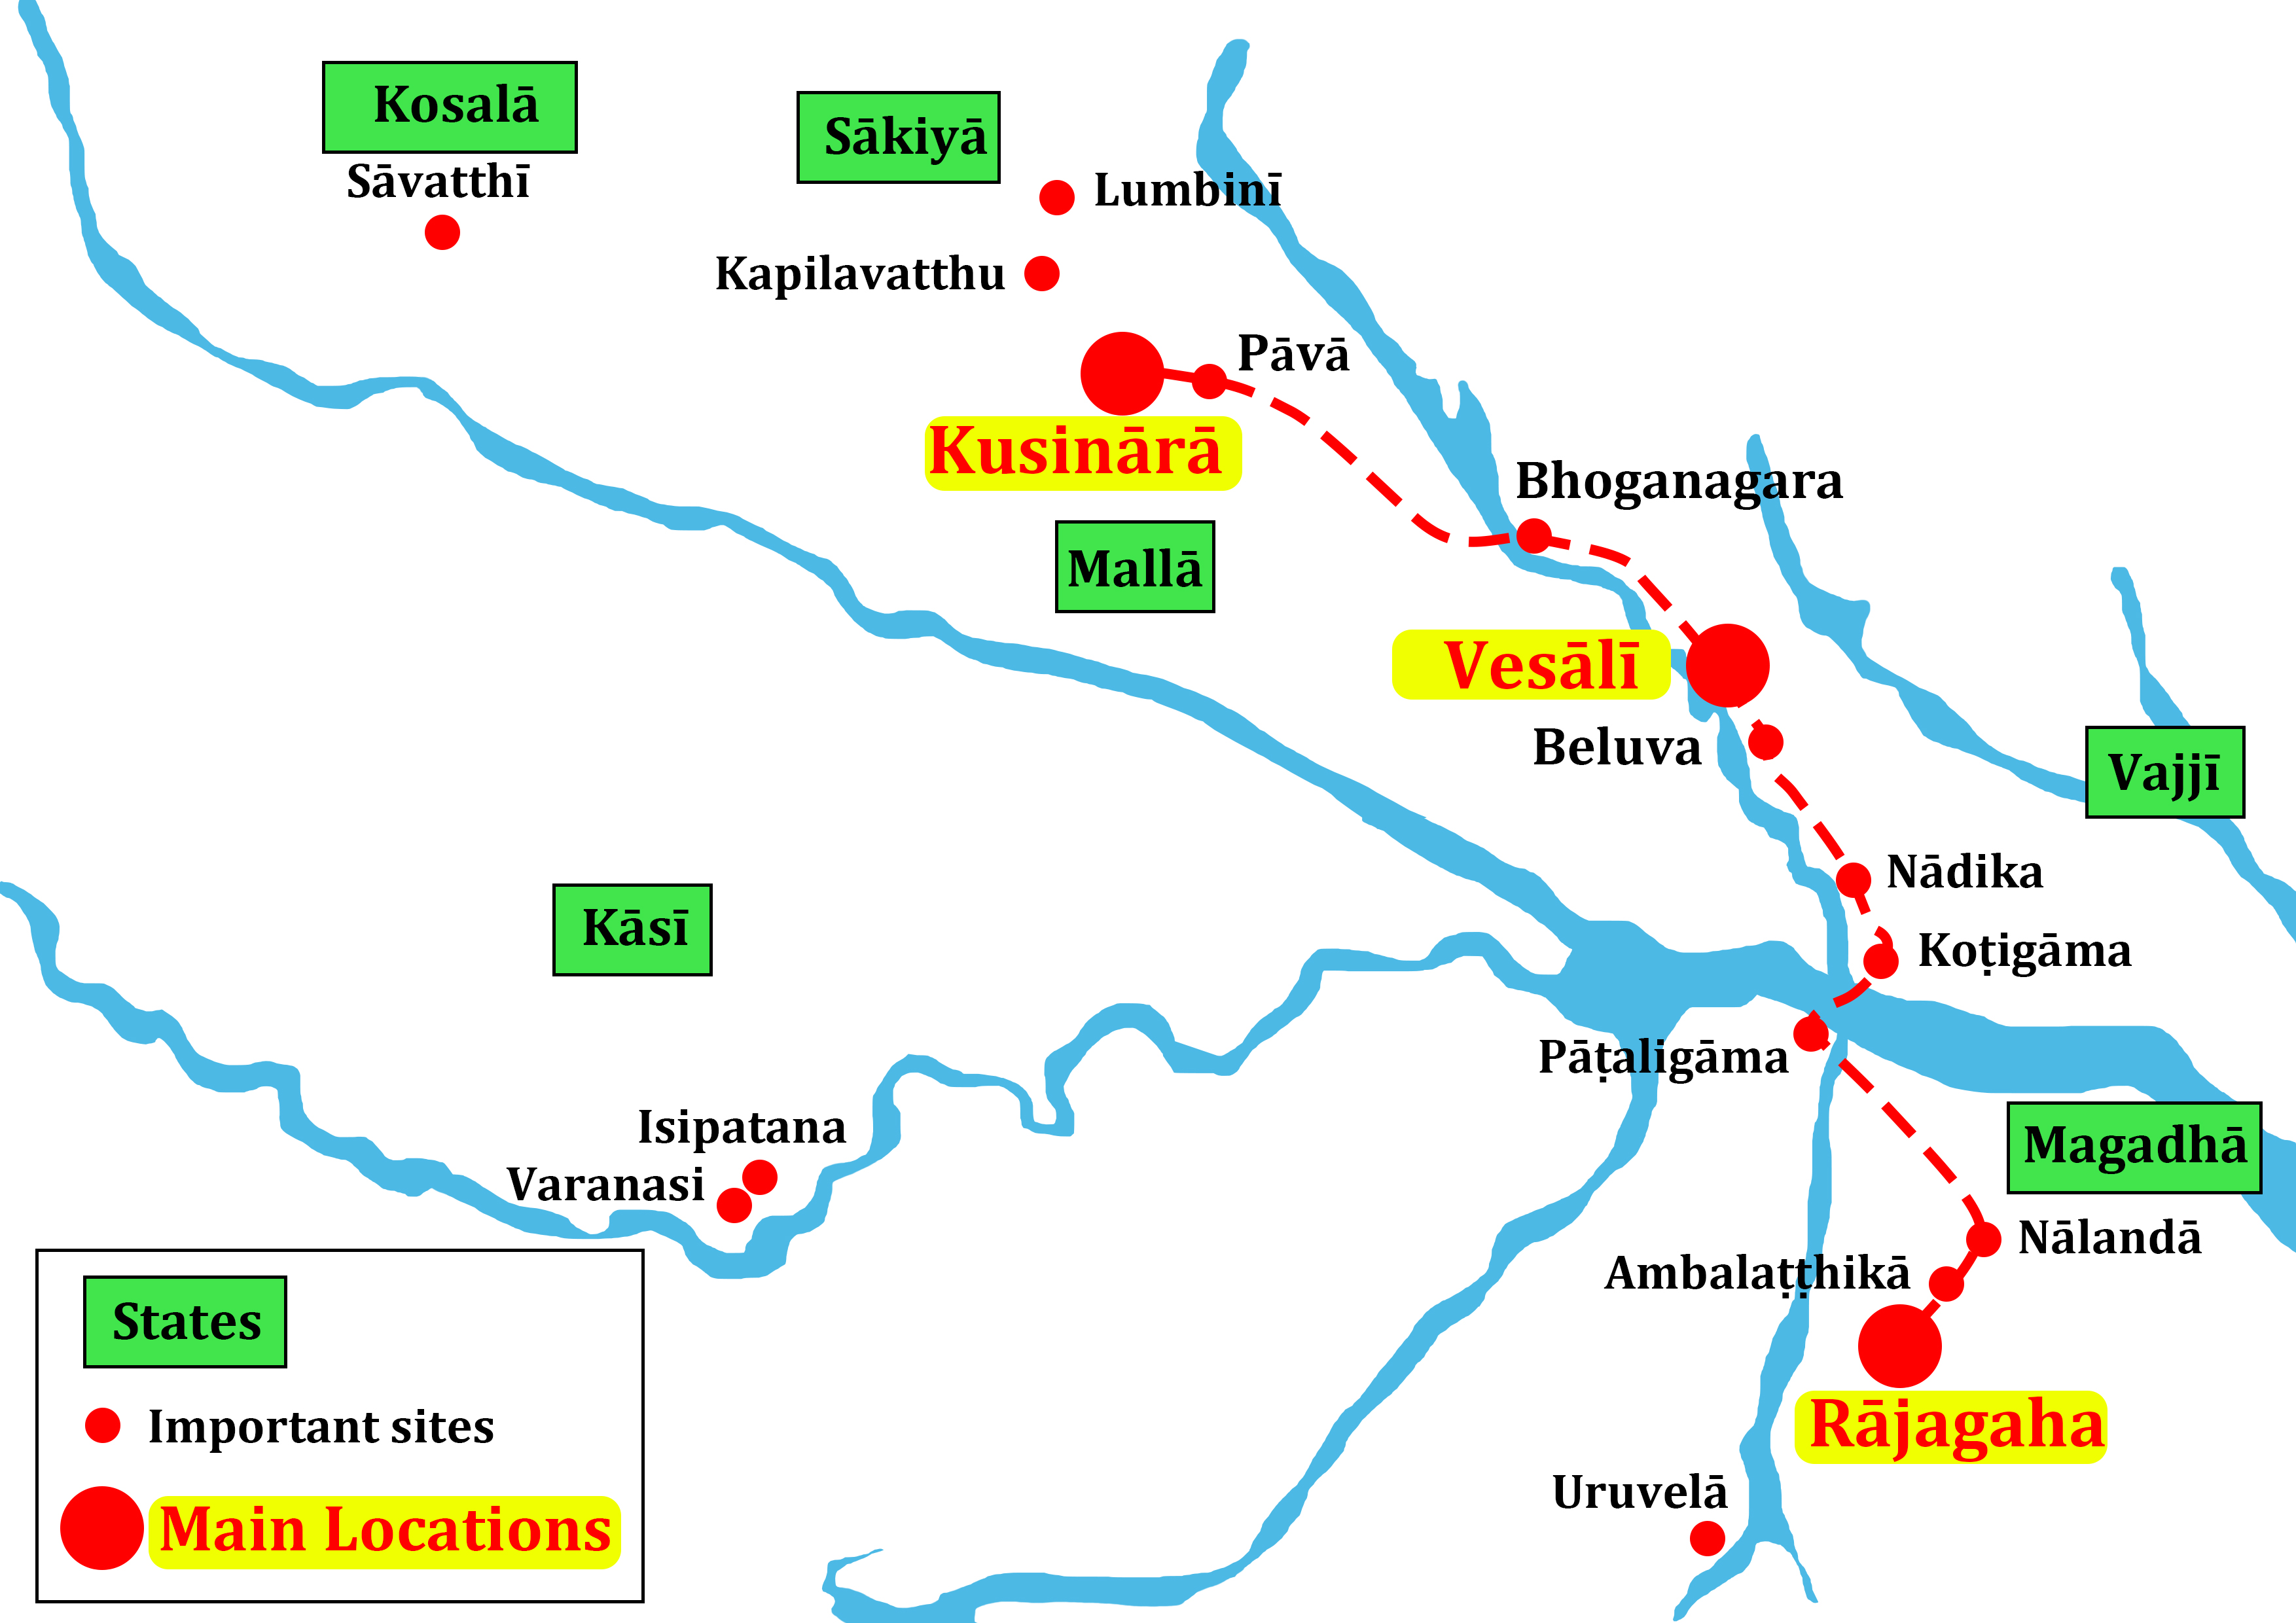 Kosalā
Sāvatthī
Sākiyā
Lumbinī
Kapilavatthu
Pāvā
Kusinārā
Bhoganagara
Mallā
Vesālī
Beluva
Vajjī
Nādika
Koṭigāma
Kāsī
Pāṭaligāma
Isipatana
Varanasi
Magadhā
Nālandā
Ambalaṭṭhikā
Rājagaha
Uruvelā
States
Important sites
Main Locations